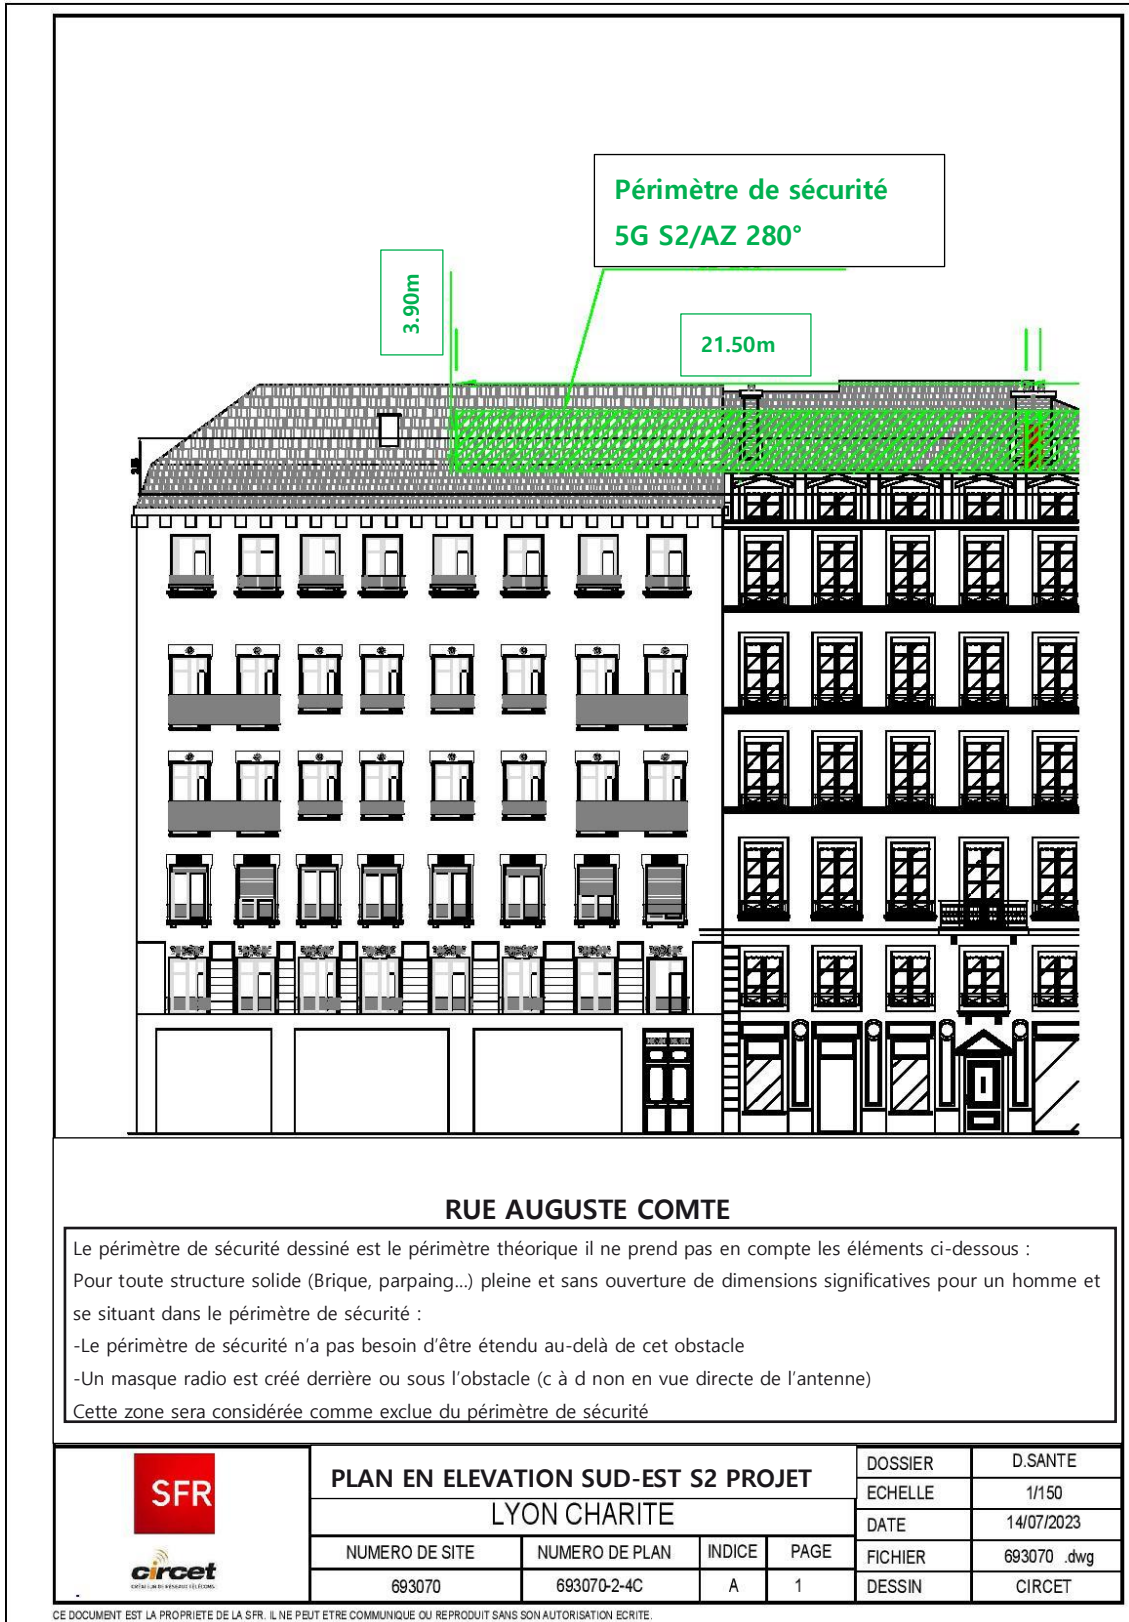 Périmètre de sécurité
5G S2/AZ 280°
3.90m
21.50m
RUE AUGUSTE COMTE
Le périmètre de sécurité dessiné est le périmètre théorique il ne prend pas en compte les éléments ci-dessous :
Pour toute structure solide (Brique, parpaing...) pleine et sans ouverture de dimensions significatives pour un homme et
se situant dans le périmètre de sécurité :
-Le périmètre de sécurité n'a pas besoin d'être étendu au-delà de cet obstacle
-Un masque radio est créé derrière ou sous l'obstacle (c à d non en vue directe de l'antenne)
Cette zone sera considérée comme exclue du périmètre de sécurité
SFR
circet
PLAN EN ELEVATION SUD-EST S2 PROJET
LYON CHARITE
NUMERO DE SITE
NUMERO DE PLAN
INDICE
PAGE
693070
693070-2-4C
A
1
DOSSIER
D.SANTE
ECHELLE
1/150
DATE
14/07/2023
FICHIER
693070 .dwg
DESSIN
CIRCET
CE DOCUMENT EST LA PROPRIETE DE LA SFR. IL NE PEUT ETRE COMMUNIQUE OU REPRODUIT SANS SON AUTORISATION ECRITE.